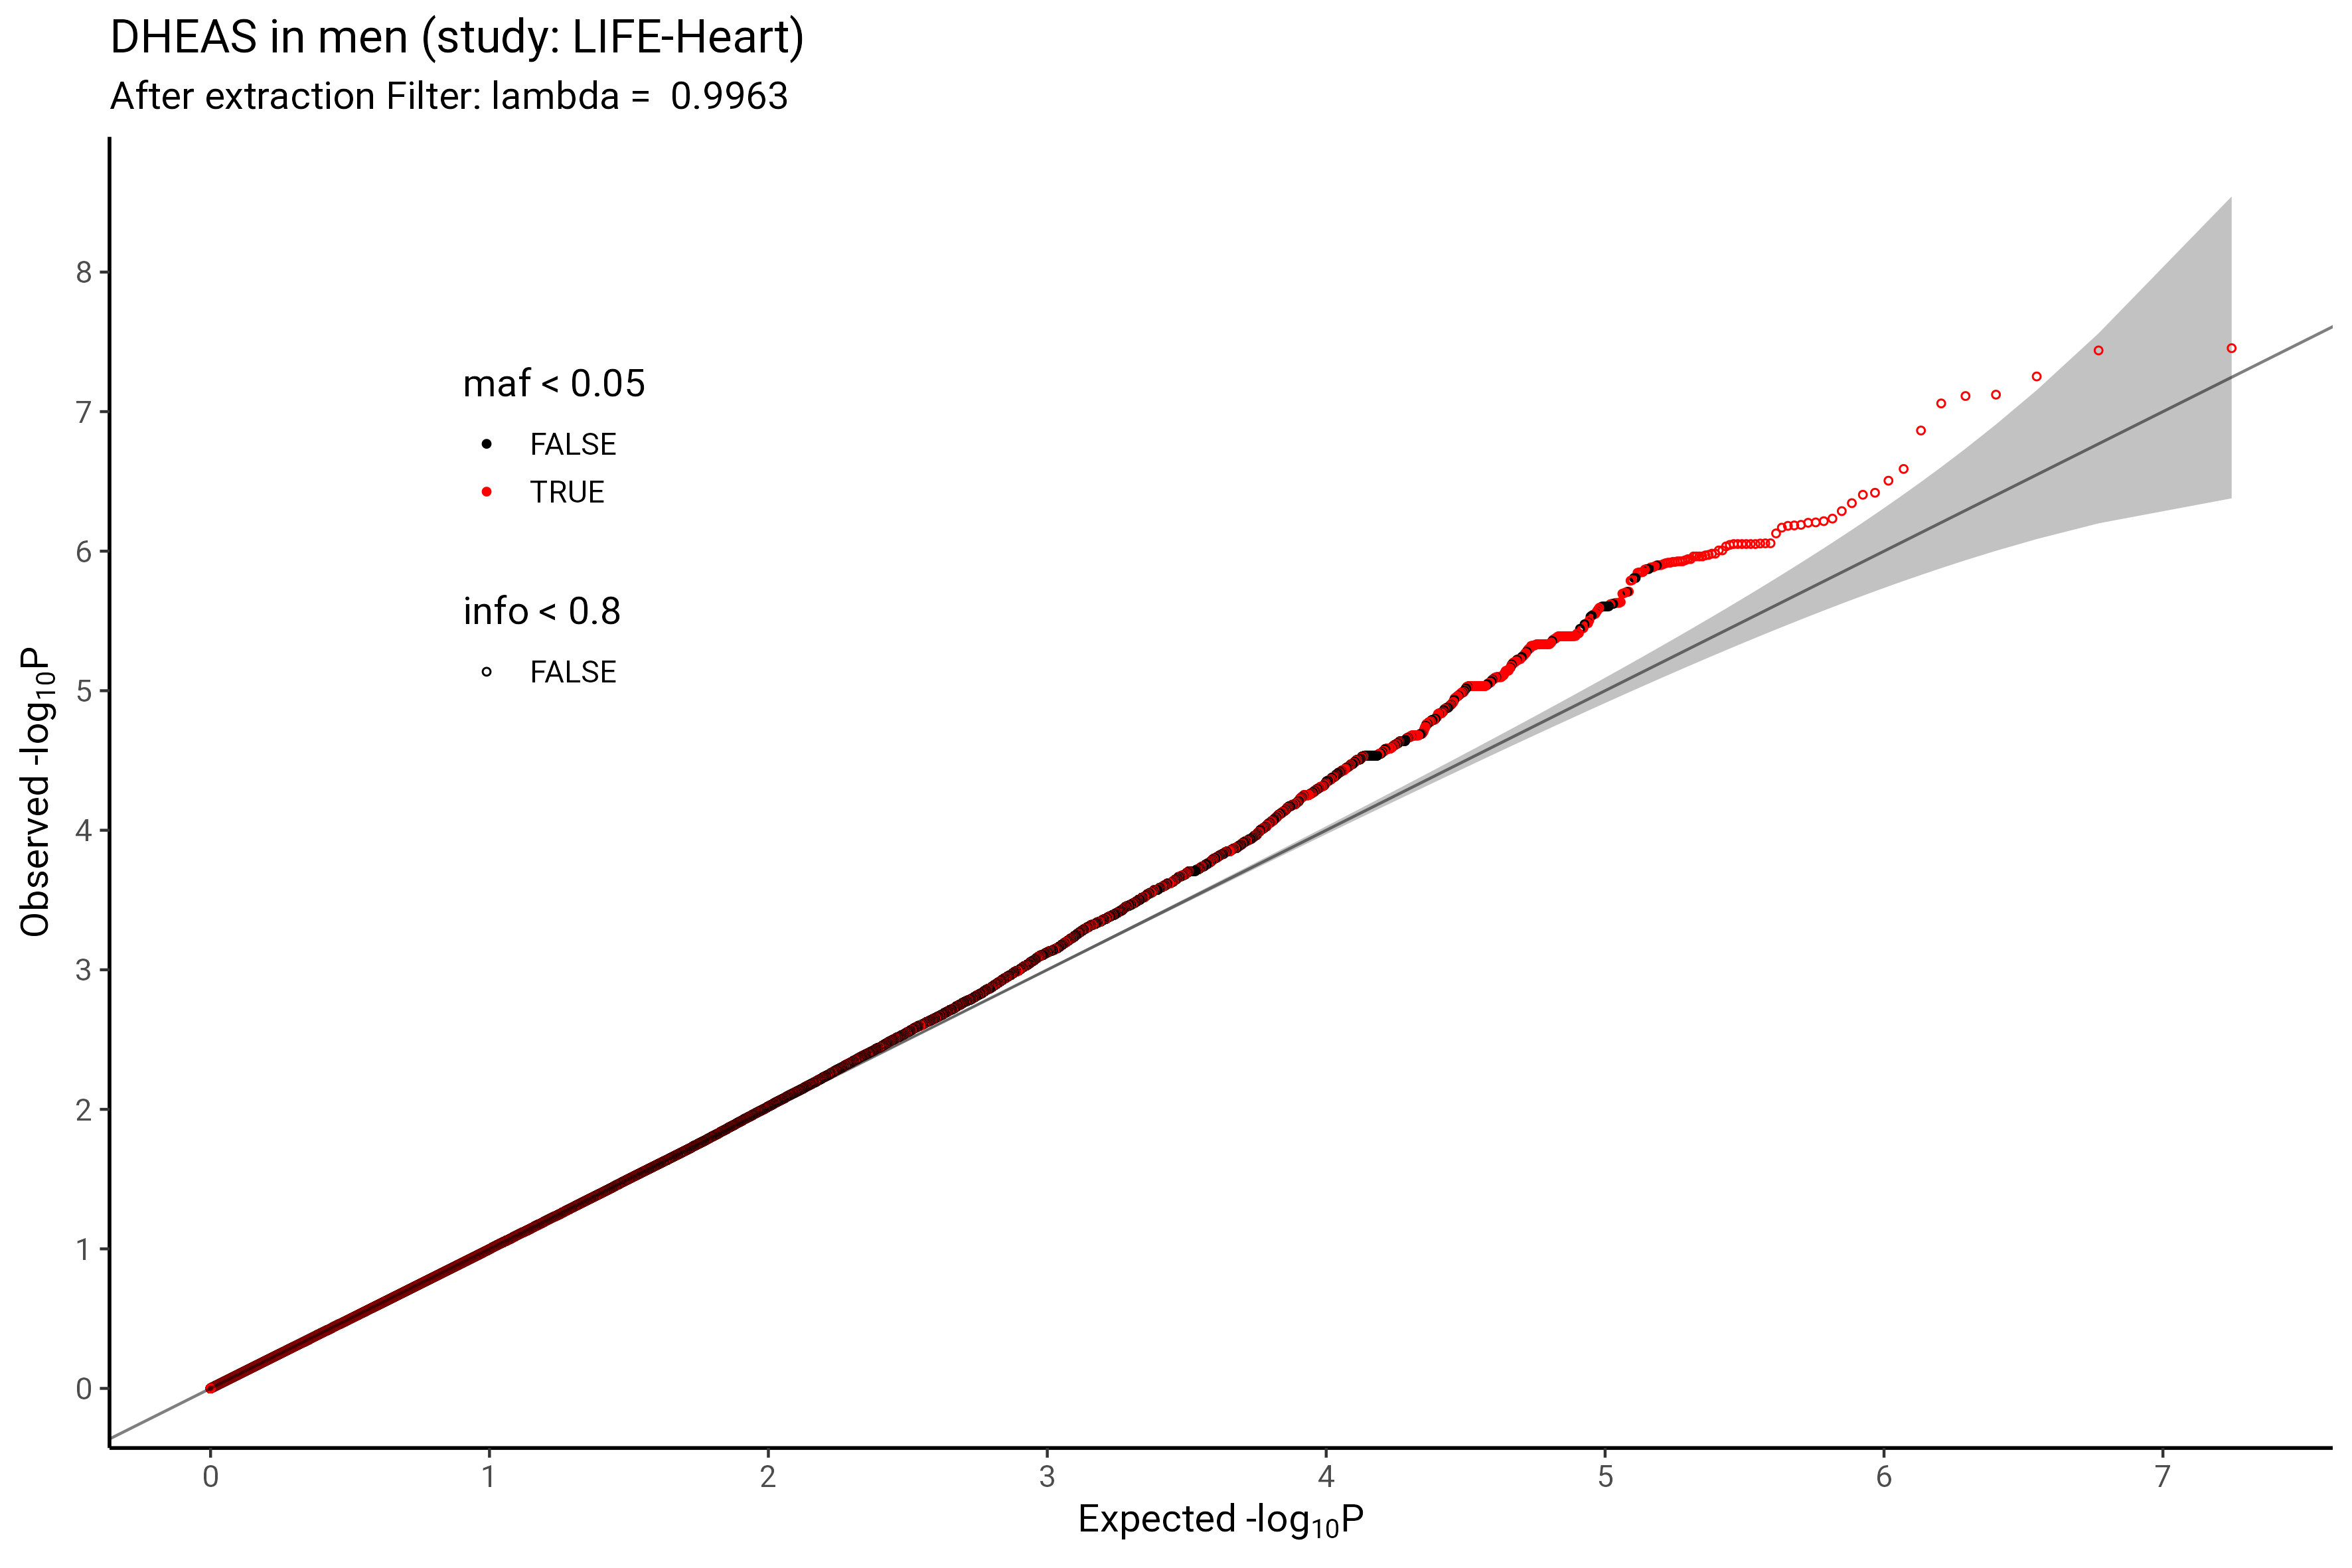 DHEAS in men (study: LIFE-Heart)
After extraction Filter: lambda =  0.9963
8
7
6
5
4
3
2
1
0
Observed -log10P
maf < 0.05
FALSE
TRUE
info < 0.8
FALSE
0 1 2 3 4 5 6 7
Expected -log10P